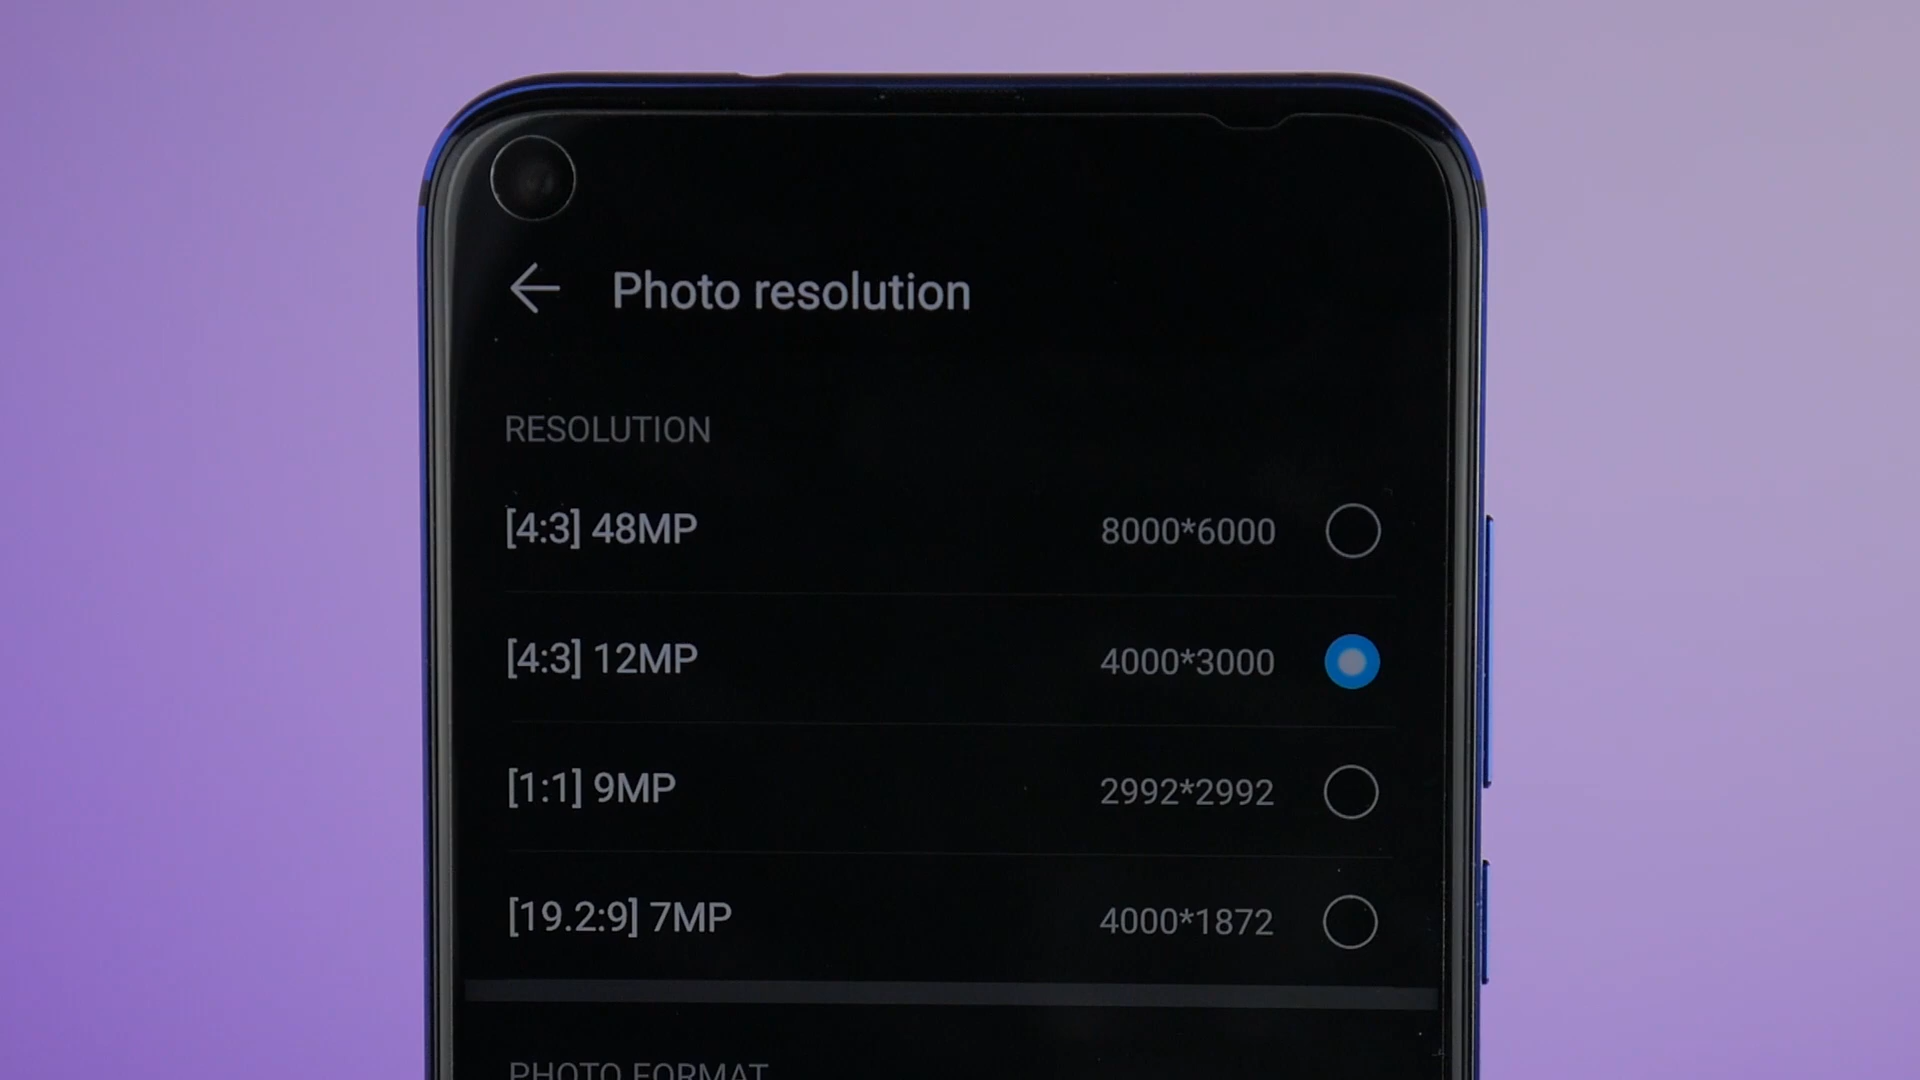 Photo resolution
RESOLUTION
[4:3] 48MP 8000*6000
[4:3] 12MP 4000*3000
[1:1] 9MP 2992*2992
[19.2:9] 7MP 4000*1872
PHOTO FORMAT